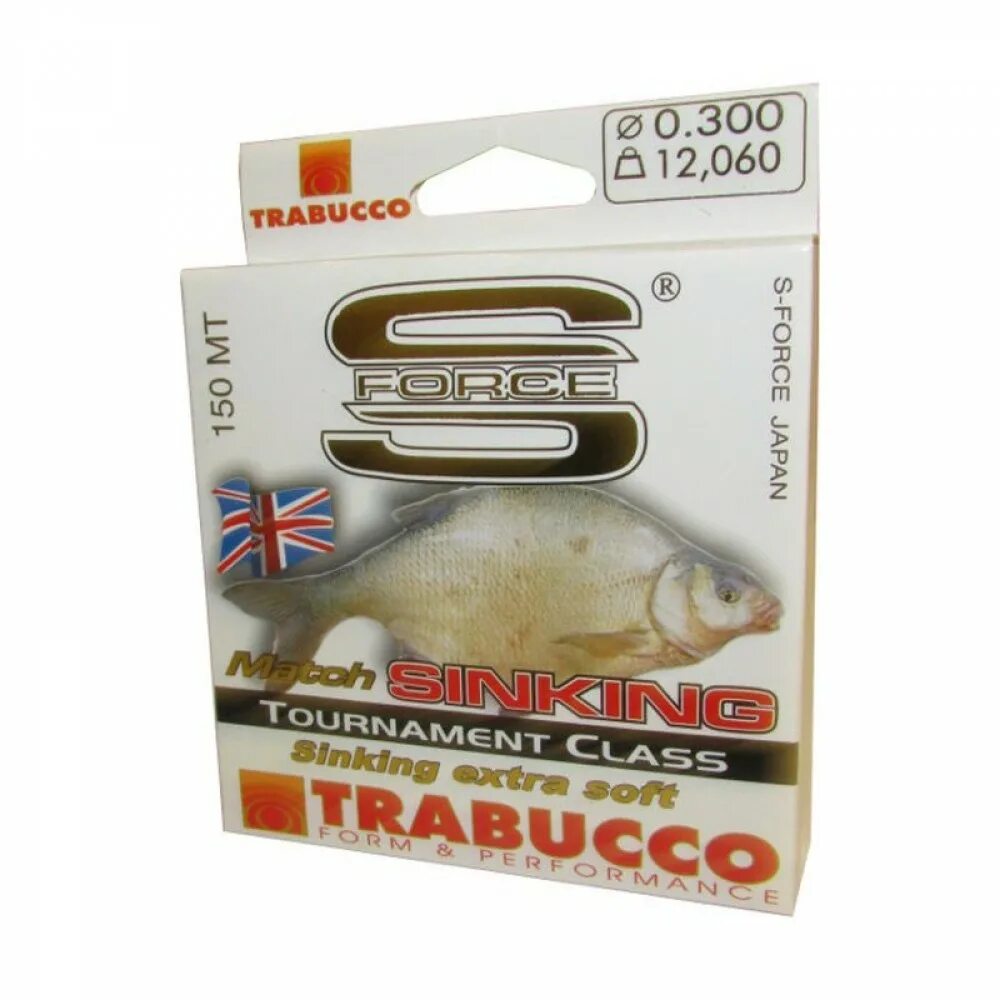 Ø 0.300
12,060
TRABUCCO
S ®
FORCE
150 MT
S-FORCE JAPAN
Match SINKING
TOURNAMENT CLASS
Sinking extra soft
TRABUCCO
FORM & PERFORMANCE